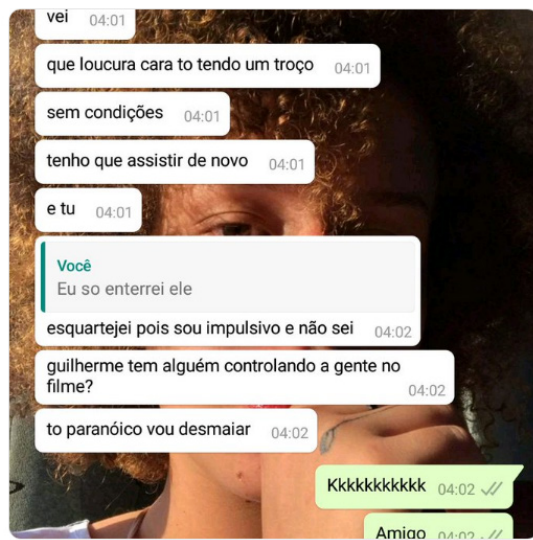 vei 04:01
que loucura cara to tendo um troço 04:01
sem condições 04:01
tenho que assistir de novo 04:01
e tu 04:01
Você
Eu so enterrei ele
esquartejei pois sou impulsivo e não sei 04:02
guilherme tem alguém controlando a gente no
filme? 04:02
to paranóico vou desmaiar 04:02
Kkkkkkkkkkk 04:02
Amigo 04:02